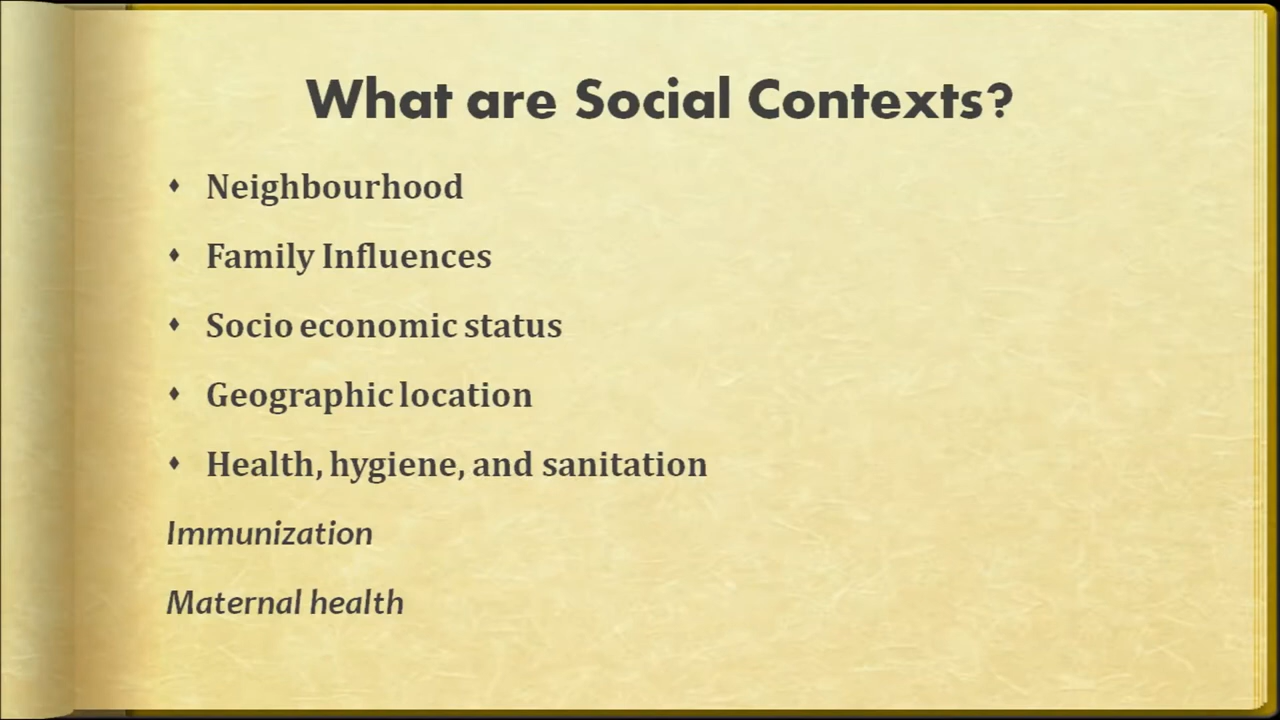 What are Social Contexts?
♦ Neighbourhood
♦ Family Influences
♦ Socio economic status
♦ Geographic location
♦ Health, hygiene, and sanitation
Immunization
Maternal health